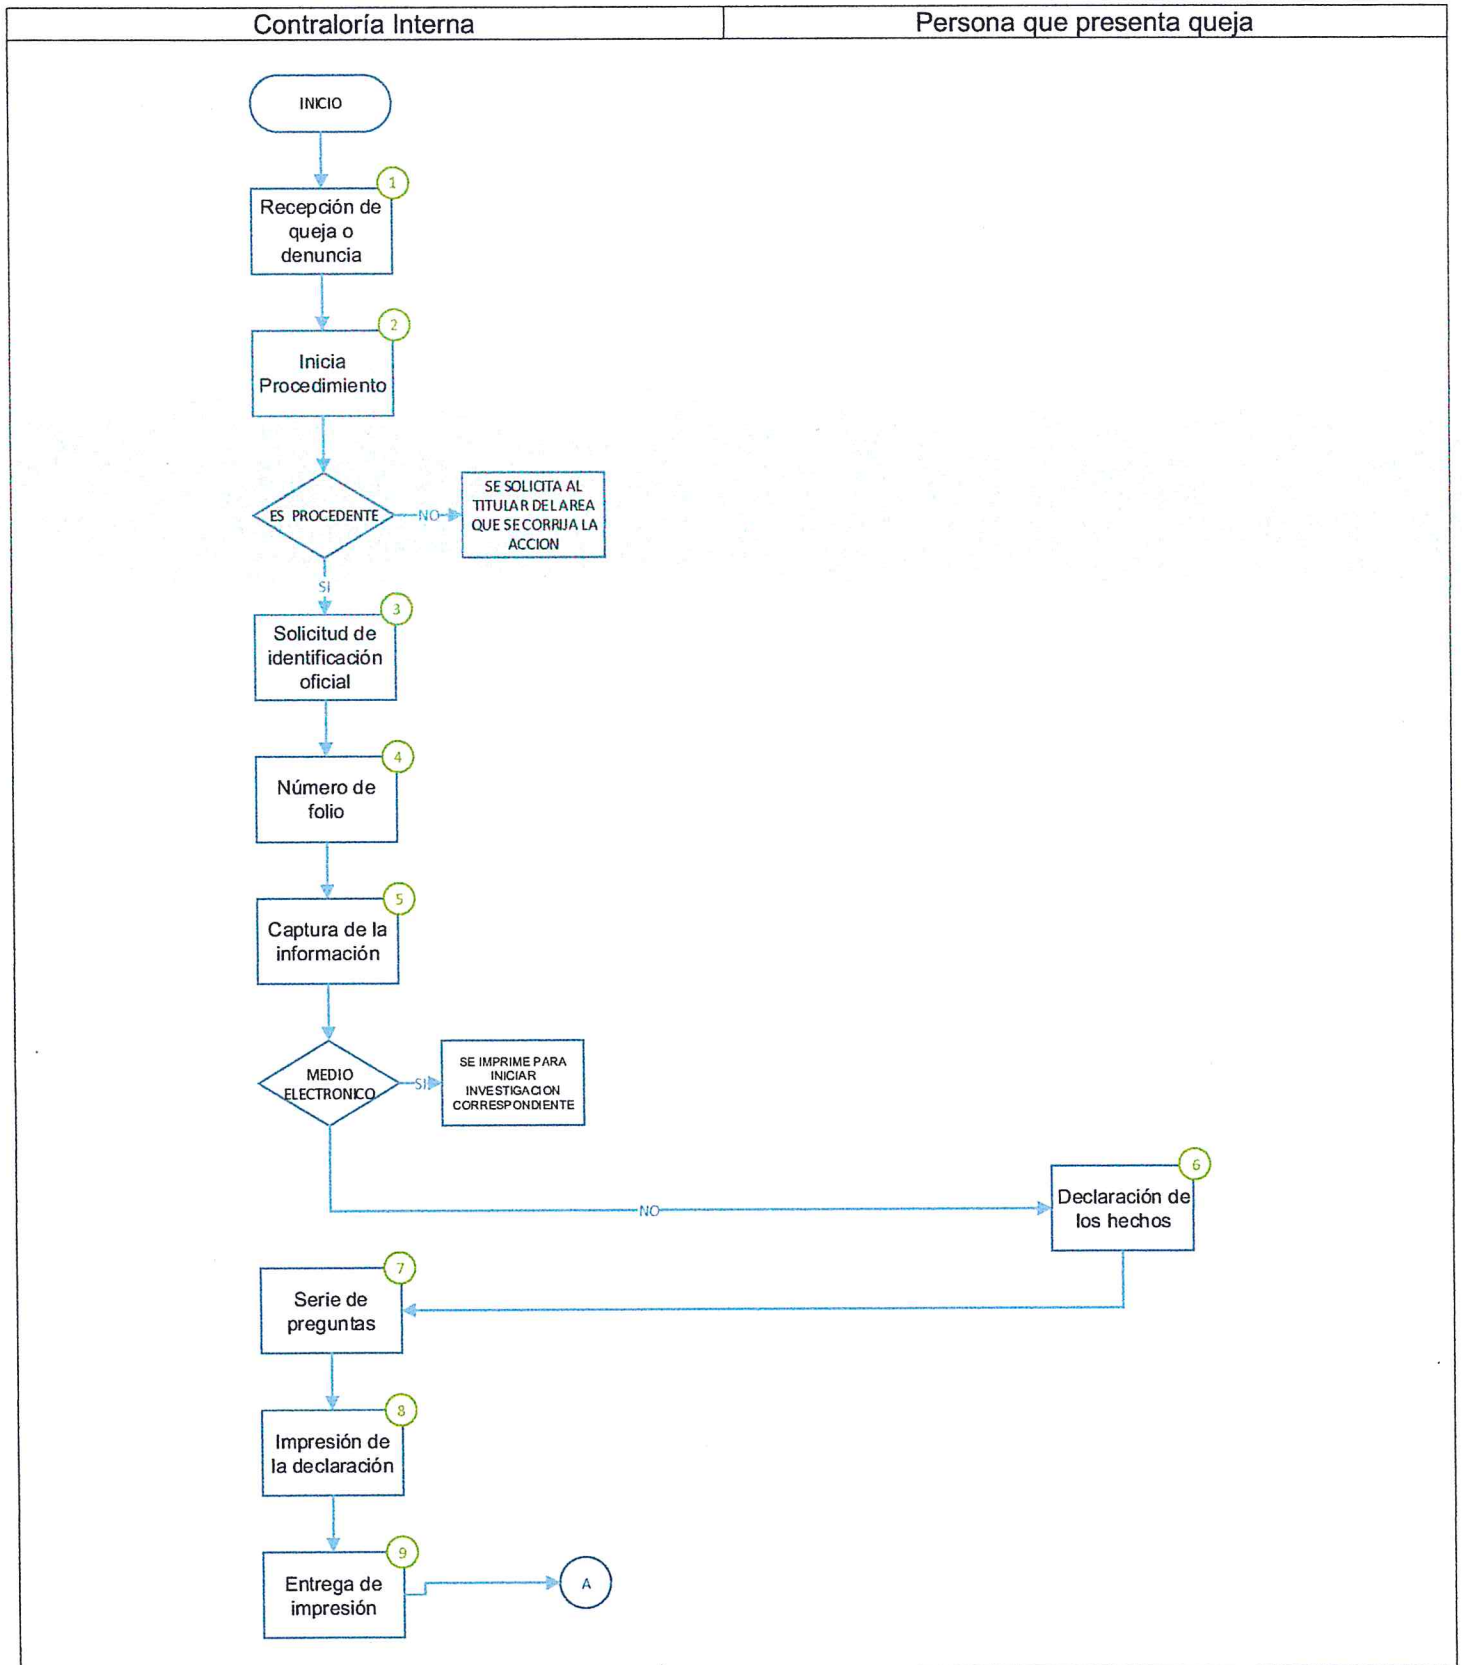 Contraloría Interna
Persona que presenta queja
INICIO
1
Recepción de
queja o
denuncia
2
Inicia
Procedimiento
ES PROCEDENTE
NO
SE SOLICITA AL
TITULAR DEL AREA
QUE SE CORRIJA LA
ACCION
SI
3
Solicitud de
identificación
oficial
4
Número de
folio
5
Captura de la
información
MEDIO
ELECTRONICO
SI
SE IMPRIME PARA
INICIAR
INVESTIGACION
CORRESPONDIENTE
NO
6
Declaración de
los hechos
7
Serie de
preguntas
8
Impresión de
la declaración
9
Entrega de
impresión
A